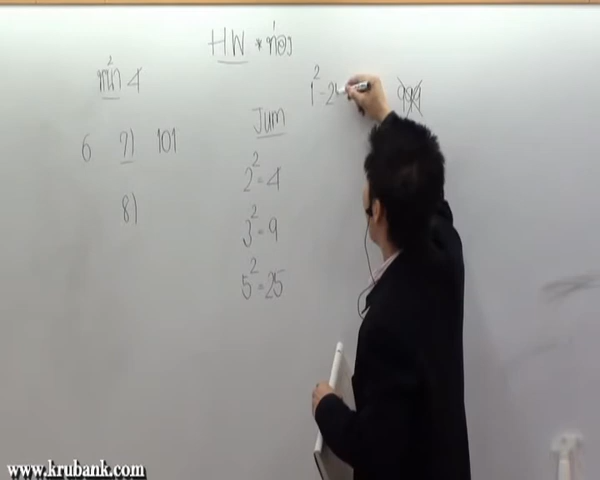 HW * ท่อง
หน้า 4
1²-2
999
Jum
6 7) 101
2² = 4
8)
3² = 9
5² = 25
www.krubank.com